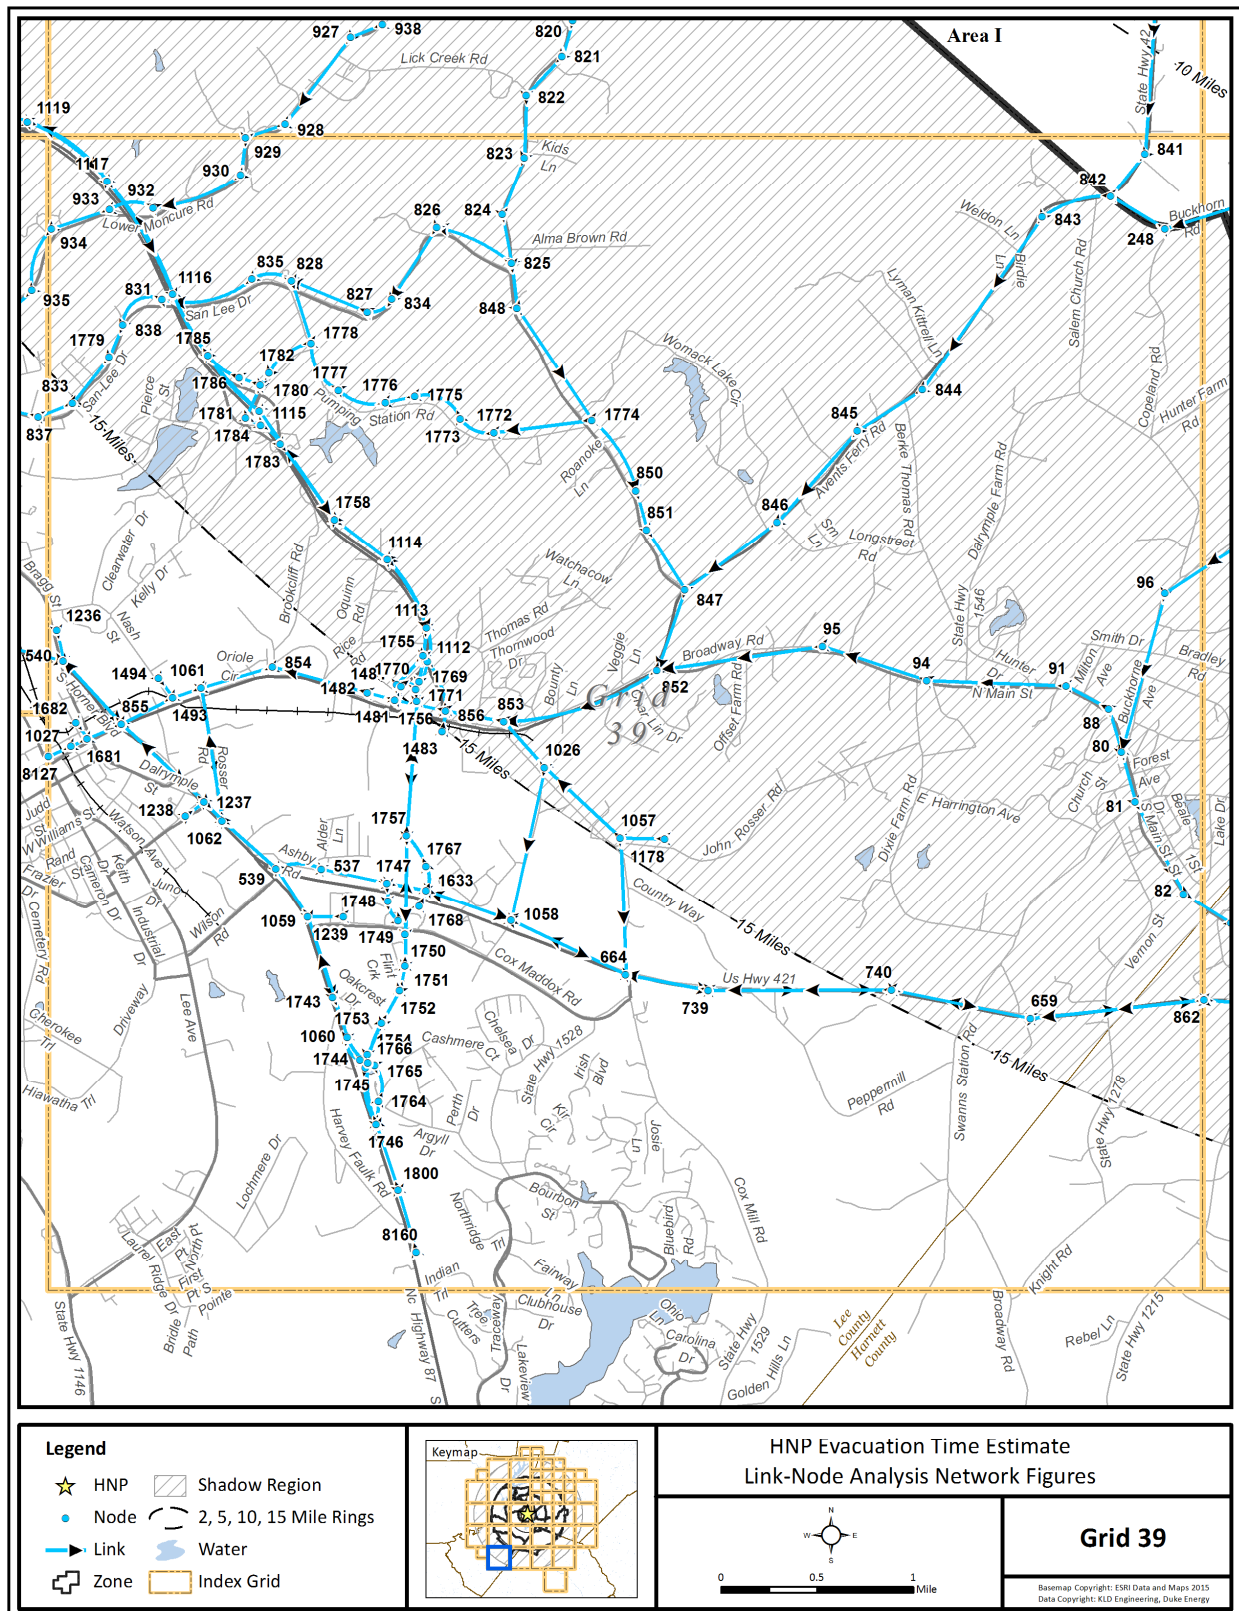 927
938
820
821
Area I
State Hwy 42
10 Miles
Lick Creek Rd
822
1119
928
929
823
Kids
Ln
841
1117
930
842
932
933
Lower Moncure Rd
826
824
Weldon Ln
843
Buckhorn
Rd
248
934
Alma Brown Rd
825
Birdie
Ln
Salem Church Rd
835
828
1116
831
935
San Lee Dr
827
834
848
Lyman Kittrell Ln
838
1779
1785
1778
Womack Lake Cir
1782
1777
833
San-Lee Dr
Pierce
St
1786
1780
1776
1775
844
Copeland Rd
Hunter Farm
Rd
1781
1115
Pumping
Station Rd
1772
1774
845
837
15 Miles
1784
1773
1783
Roanoke
Ln
Avents Ferry Rd
Berke Thomas Rd
Dalrymple Farm Rd
850
1758
851
846
Sm
Ln
Longstreet
Rd
Clearwater Dr
1114
Watchacow
Ln
Bragg St
Kelly Dr
Brookcliff Rd
Oquinn
Rd
847
96
1236
Nash
St
1113
Thomas Rd
State Hwy
1546
540
Oriole
Cir
Rice
Rd
1755
1112
Thornwood
Dr
Veggie
Ln
Broadway Rd
95
Smith Dr
Bradley
Rd
1494
1061
854
1770
1769
Hunter
Dr
Milton
Ave
S Horner Blvd
1482
1771
Bounty
Ln
852
94
91
N Main St
Buckhorne
Ave
1682
855
1493
1481
1756
856
853
Grid
39
Cedar Lin Dr
Offset Farm Rd
88
1027
1681
1483
15 Miles
80
8127
Rosser
Rd
1026
Forest
Ave
Dalrymple
St
Church
St
Judd
St
1238
1237
Dixie Farm Rd
E Harrington Ave
81
Dr
Beale
Lake Dr
W Williams St
Watson Ave
1062
Alder
Ln
1757
1057
John Rosser Rd
S Main St
1St
St
Rand
St
Keith
Dr
Ashby
Rd
537
1747
1767
1178
Frazier
Dr
Cameron Dr
Juno
Dr
539
1748
1633
Country Way
82
Cemetery Rd
Industrial
Dr
Wilson
Rd
1059
1239
1768
1749
1058
15 Miles
Vernon St
1750
Flint
Crk
Cox Maddox Rd
664
Us Hwy 421
740
Oakcrest
Dr
1751
739
659
862
Driveway
Lee Ave
1743
1752
Cherokee
Trl
1753
Chelsea
Dr
1060
1754
Cashmere
Ct
State Hwy 1528
Swanns Station Rd
15 Miles
1744
1766
Irish
Blvd
1765
Hiawatha Trl
1745
1764
Perth
Dr
Peppermill
Rd
State Hwy 1278
Kir
Cir
1746
Argyll
Dr
Josie
Ln
Harvey Faulk Rd
Lochmere Dr
1800
Bourbon
St
Cox Mill Rd
Northridge
Trl
8160
Bluebird
Rd
East
Pt
North Pt
Laurel Ridge Dr
First
Pt
S
Pointe
Indian
Trl
Fairway
Ln
Knight Rd
Bridle
Path
Tree
Cutters
Traceway
Clubhouse
Dr
Ohio
Ln
Lee
County
Harnett
County
State Hwy 1146
Nc Highway 87 S
Lakeview
Dr
Carolina
Dr
State Hwy
1529
Broadway Rd
Rebel Ln
State Hwy 1215
Golden
Hills Ln
Legend
HNP
Shadow Region
Node
2, 5, 10, 15 Mile Rings
Link
Water
Zone
Index Grid
Keymap
HNP Evacuation Time Estimate
Link-Node Analysis Network Figures
N
W
E
S
0
0.5
1
Mile
Grid 39
Basemap Copyright: ESRI Data and Maps 2015
Data Copyright: KLD Engineering, Duke Energy